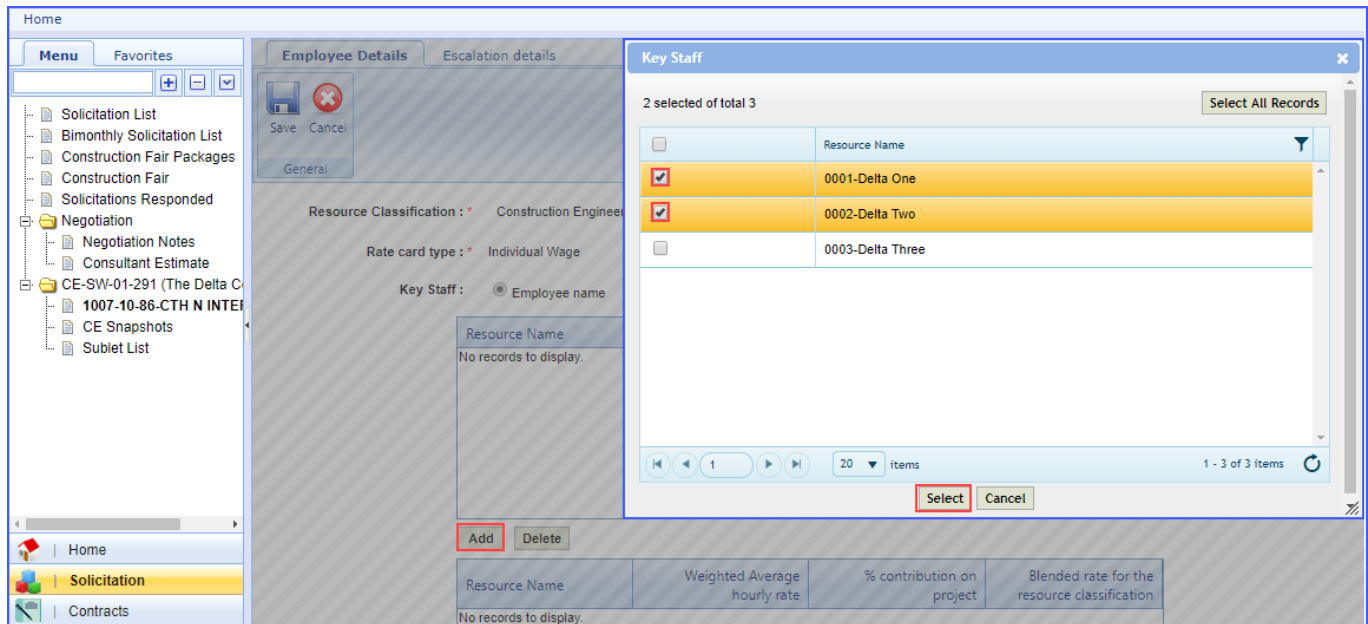 Home
Menu Favorites
Solicitation List
Bimonthly Solicitation List
Construction Fair Packages
Construction Fair
Solicitations Responded
Negotiation
Negotiation Notes
Consultant Estimate
CE-SW-01-291 (The Delta
1007-10-86-CTH N
CE Snapshots
Sublet List
Home
Solicitation
Contracts
Employee Details Escalation details
Save Cancel
General
Resource Classification : * Construction
Rate card type : * Individual Wage
Key Staff : Employee name
Resource Name
No records to display.
Add Delete
Resource Name
Weighted Average
hourly rate
% contribution on
project
Blended rate for the
resource classification
No records to display.
Key Staff
2 selected of total 3 Select All Records
Resource Name
0001-Delta One
0002-Delta Two
0003-Delta Three
1 20 items 1 - 3 of 3 items
Select Cancel